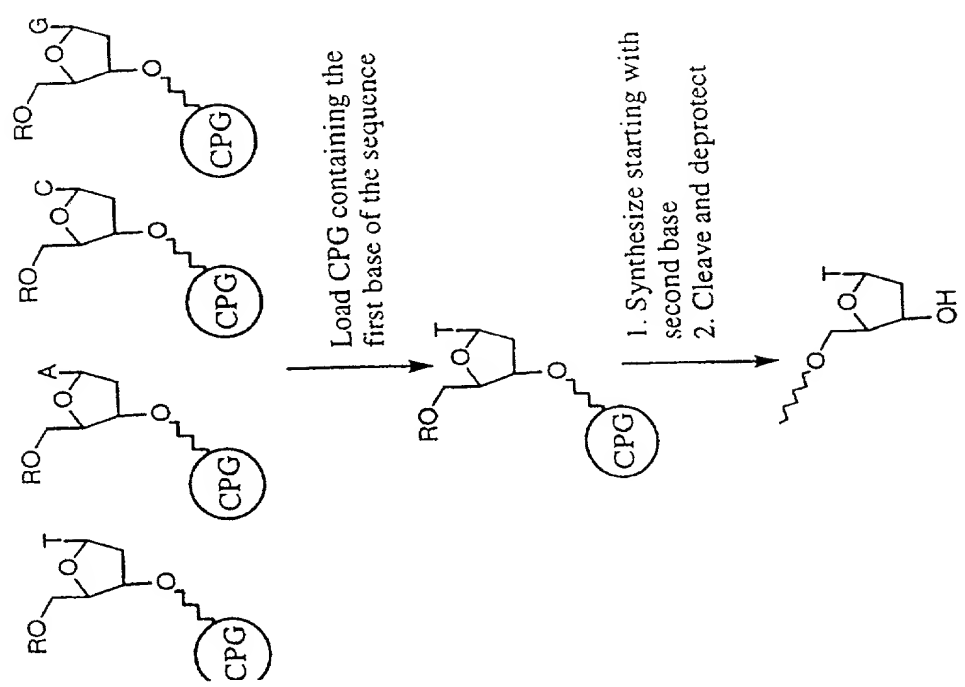 RO
O
T
O
CPG
RO
O
A
O
CPG
RO
O
C
O
CPG
RO
O
G
O
CPG
Load CPG containing the
first base of the sequence
RO
O
T
O
CPG
1. Synthesize starting with
second base
2. Cleave and deprotect
O
O
T
OH